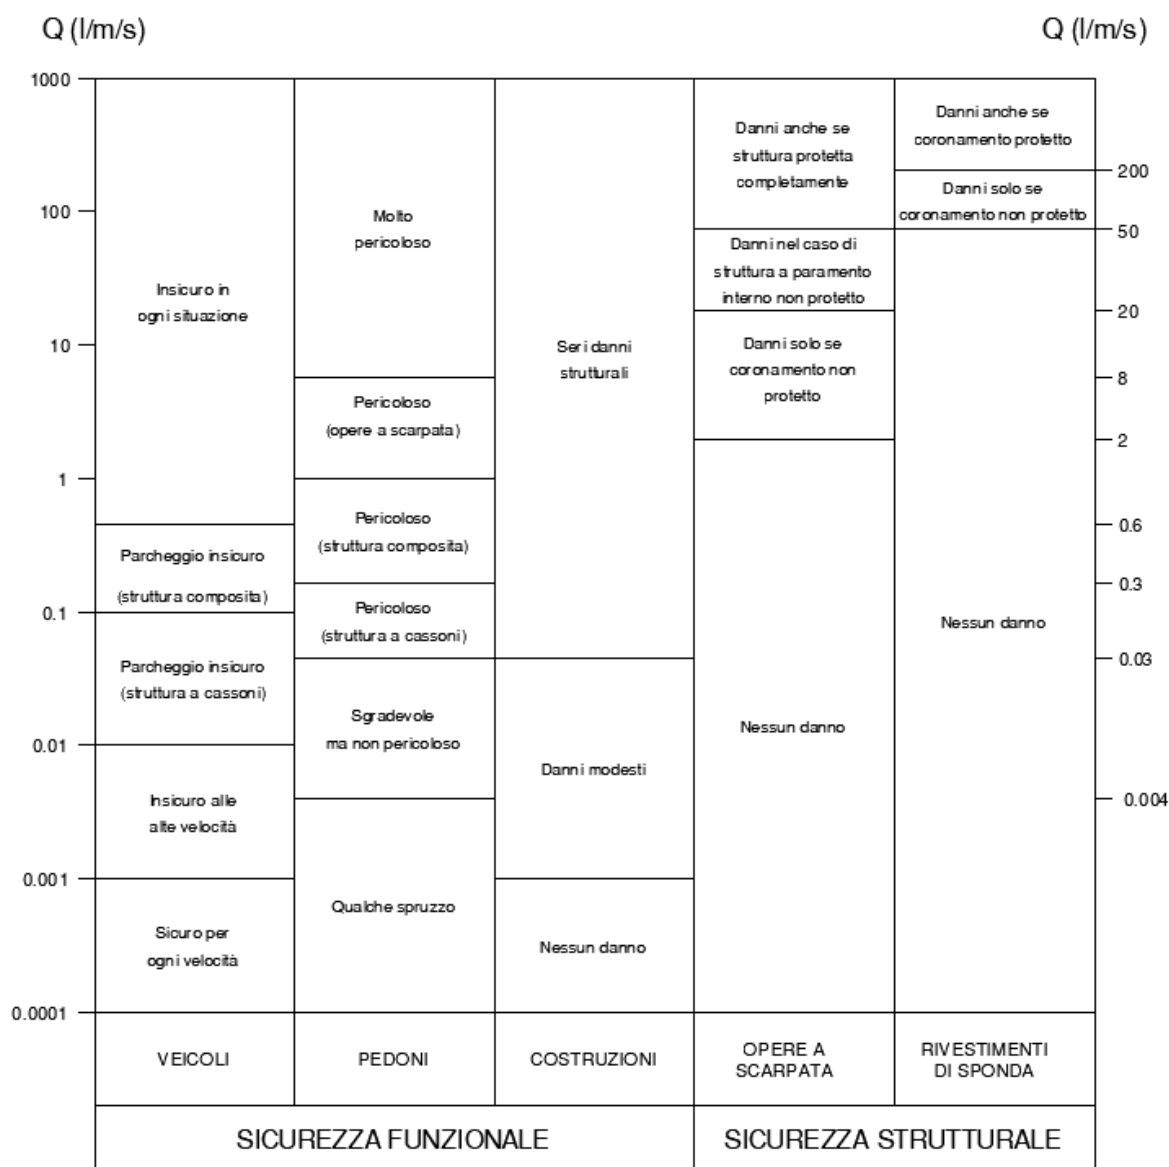 Q (l/m/s)
Q (l/m/s)
1000
100
10
1
0.1
0.01
0.001
0.0001
Insicuro in
ogni situazione
Parcheggio insicuro
(struttura composita)
Parcheggio insicuro
(struttura a cassoni)
Insicuro alle
alte velocità
Sicuro per
ogni velocità
Molto
pericoloso
Pericoloso
(opere a scarpata)
Pericoloso
(struttura composita)
Pericoloso
(struttura a cassoni)
Sgradevole
ma non pericoloso
Qualche spruzzo
Seri danni
strutturali
Danni modesti
Nessun danno
Danni anche se
struttura protetta
completamente
Danni nel caso di
struttura a paramento
interno non protetto
Danni solo se
coronamento non
protetto
Nessun danno
Danni anche se
coronamento protetto
Danni solo se
coronamento non protetto
Nessun danno
200
50
20
8
2
0.6
0.3
0.03
0.004
VEICOLI
PEDONI
COSTRUZIONI
OPERE A
SCARPATA
RIVESTIMENTI
DI SPONDA
SICUREZZA FUNZIONALE
SICUREZZA STRUTTURALE